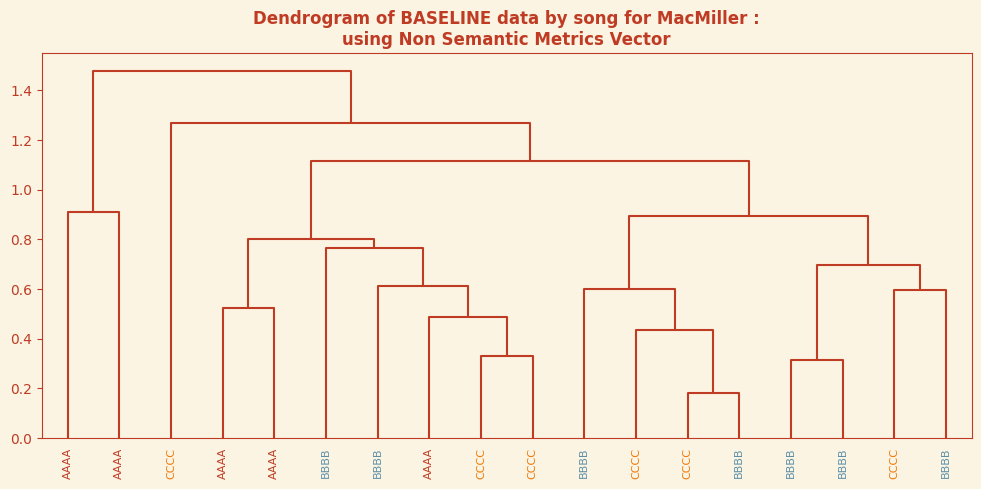 Dendrogram of BASELINE data by song for MacMiller :
using Non Semantic Metrics Vector
1.4
1.2
1.0
0.8
0.6
0.4
0.2
0.0
AAAA AAAA CCCC AAAA AAAA BBBB BBBB AAAA CCCC CCCC BBBB CCCC CCCC BBBB BBBB BBBB CCCC BBBB